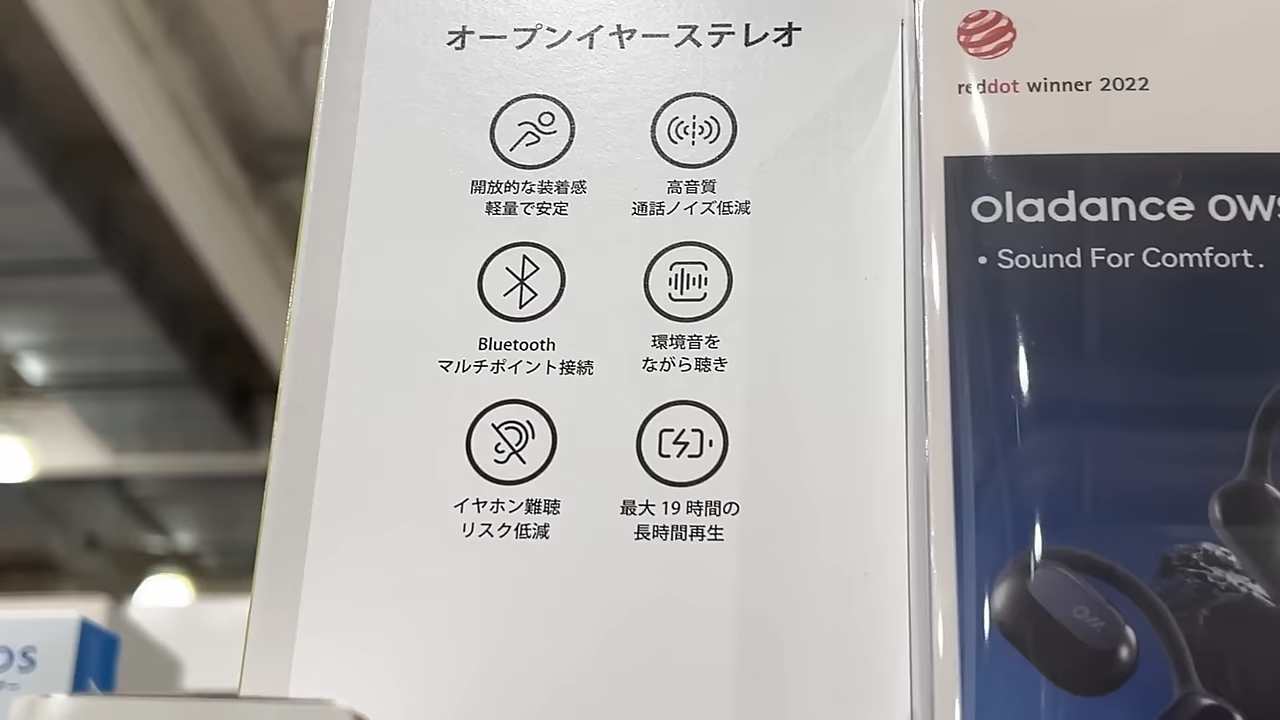 オープンイヤーステレオ
開放的な装着感
軽量で安定
高音質
通話ノイズ低減
Bluetooth
マルチポイント接続
環境音を
ながら聴き
イヤホン難聴
リスク低減
最大 19 時間の
長時間再生
reddot winner 2022
oladance
• Sound For Comfort.